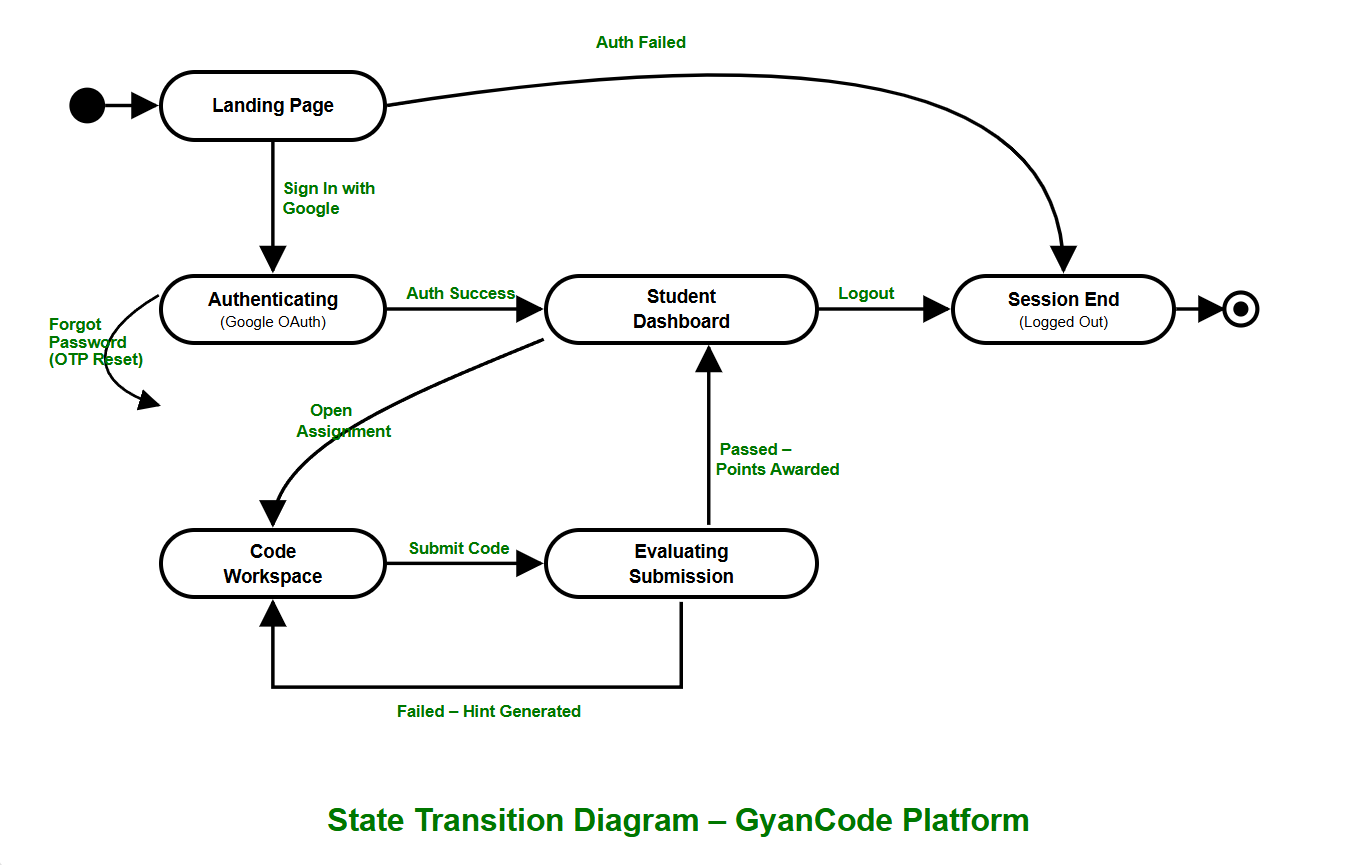 Auth Failed
Landing Page
Sign In with
Google
Authenticating
(Google OAuth)
Auth Success
Student
Dashboard
Logout
Session End
(Logged Out)
Forgot
Password
(OTP Reset)
Open
Assignment
Passed –
Points Awarded
Code
Workspace
Submit Code
Evaluating
Submission
Failed – Hint Generated
State Transition Diagram – GyanCode Platform